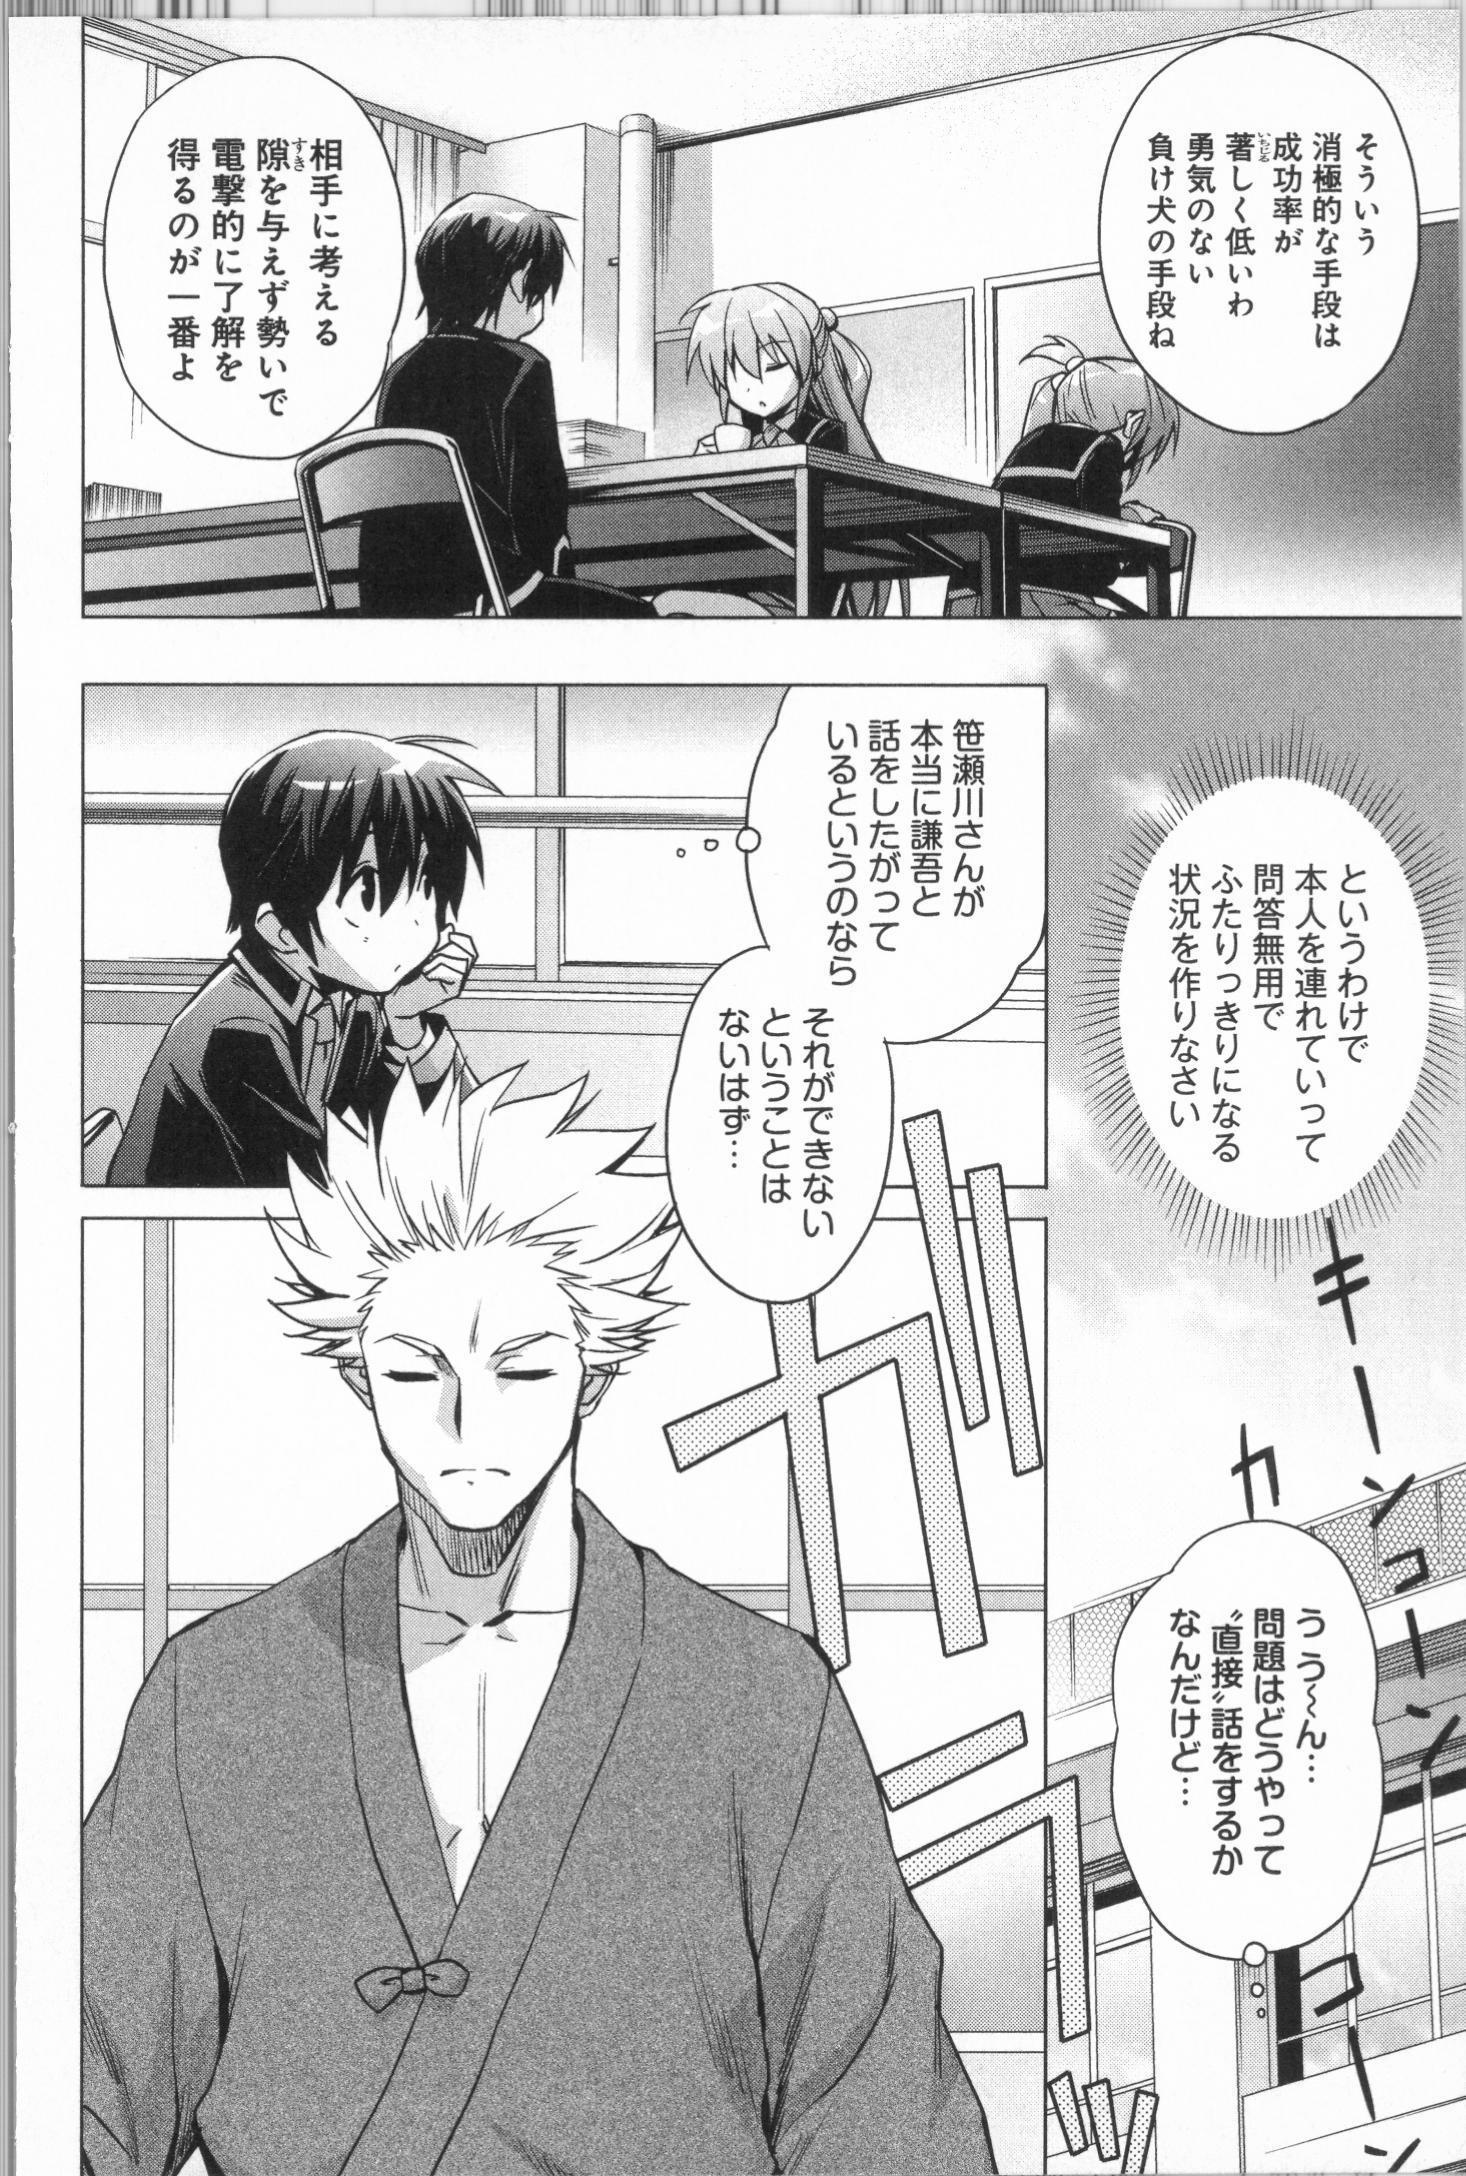 そういう
消極的な手段は
成功率が
著しく低いわ
いちじる
勇気のない
負け犬の手段ね
相手に考える
隙を与えず勢いで
すき
電撃的に了解を
得るのが一番よ
というわけで
本人を連れていって
問答無用で
ふたりっきりになる
状況を作りなさい
キーンコーン
カーンコーン
うう〜ん…
問題はどうやって
〝直接〟話をするか
なんだけど…
笹瀬川さんが
本当に謙吾と
話をしたがって
いるというのなら
それができない
ということは
ないはず…
ガラッ